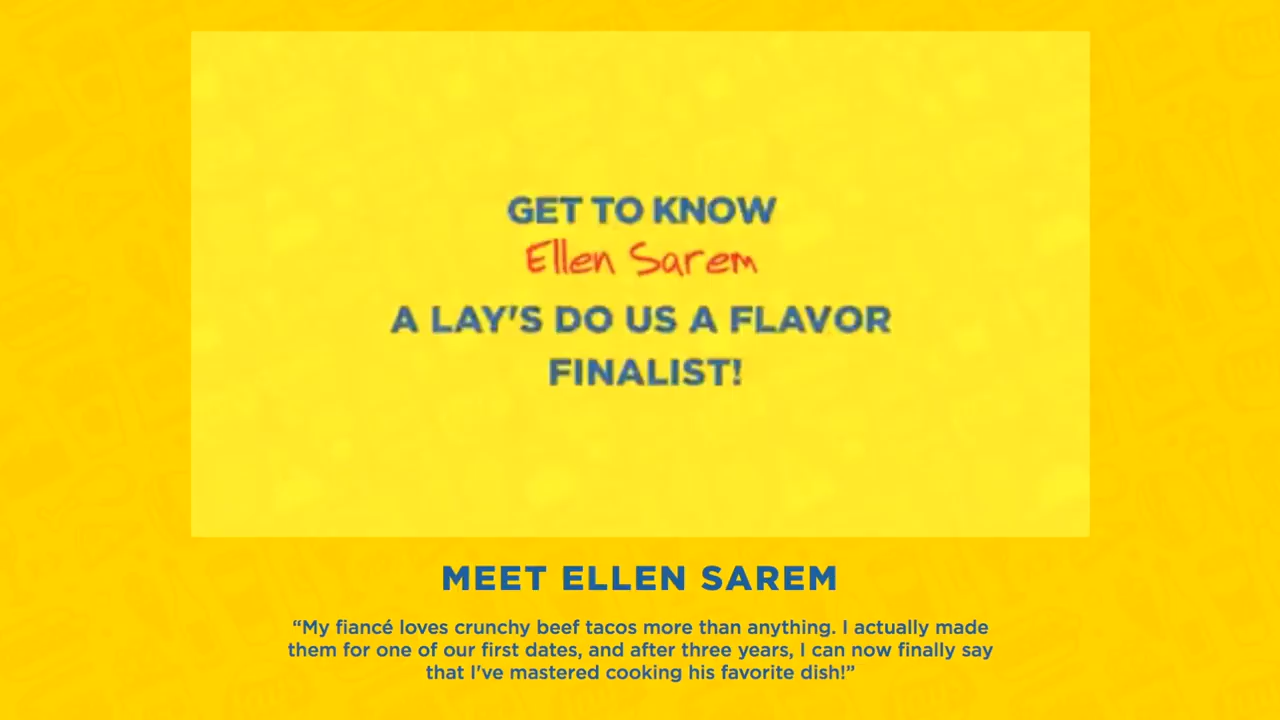 GET TO KNOW
Ellen Sarem
A LAY'S DO US A FLAVOR
FINALIST!
MEET ELLEN SAREM
“My fiancé loves crunchy beef tacos more than anything. I actually made
them for one of our first dates, and after three years, I can now finally say
that I've mastered cooking his favorite dish!”